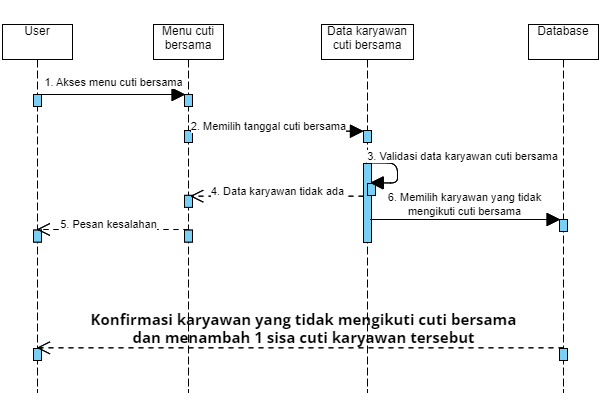 User
Menu cuti
bersama
Data karyawan
cuti bersama
Database
1. Akses menu cuti bersama
2. Memilih tanggal cuti bersama
3. Validasi data karyawan cuti bersama
4. Data karyawan tidak ada
6. Memilih karyawan yang tidak
mengikuti cuti bersama
5. Pesan kesalahan
Konfirmasi karyawan yang tidak mengikuti cuti bersama
dan menambah 1 sisa cuti karyawan tersebut